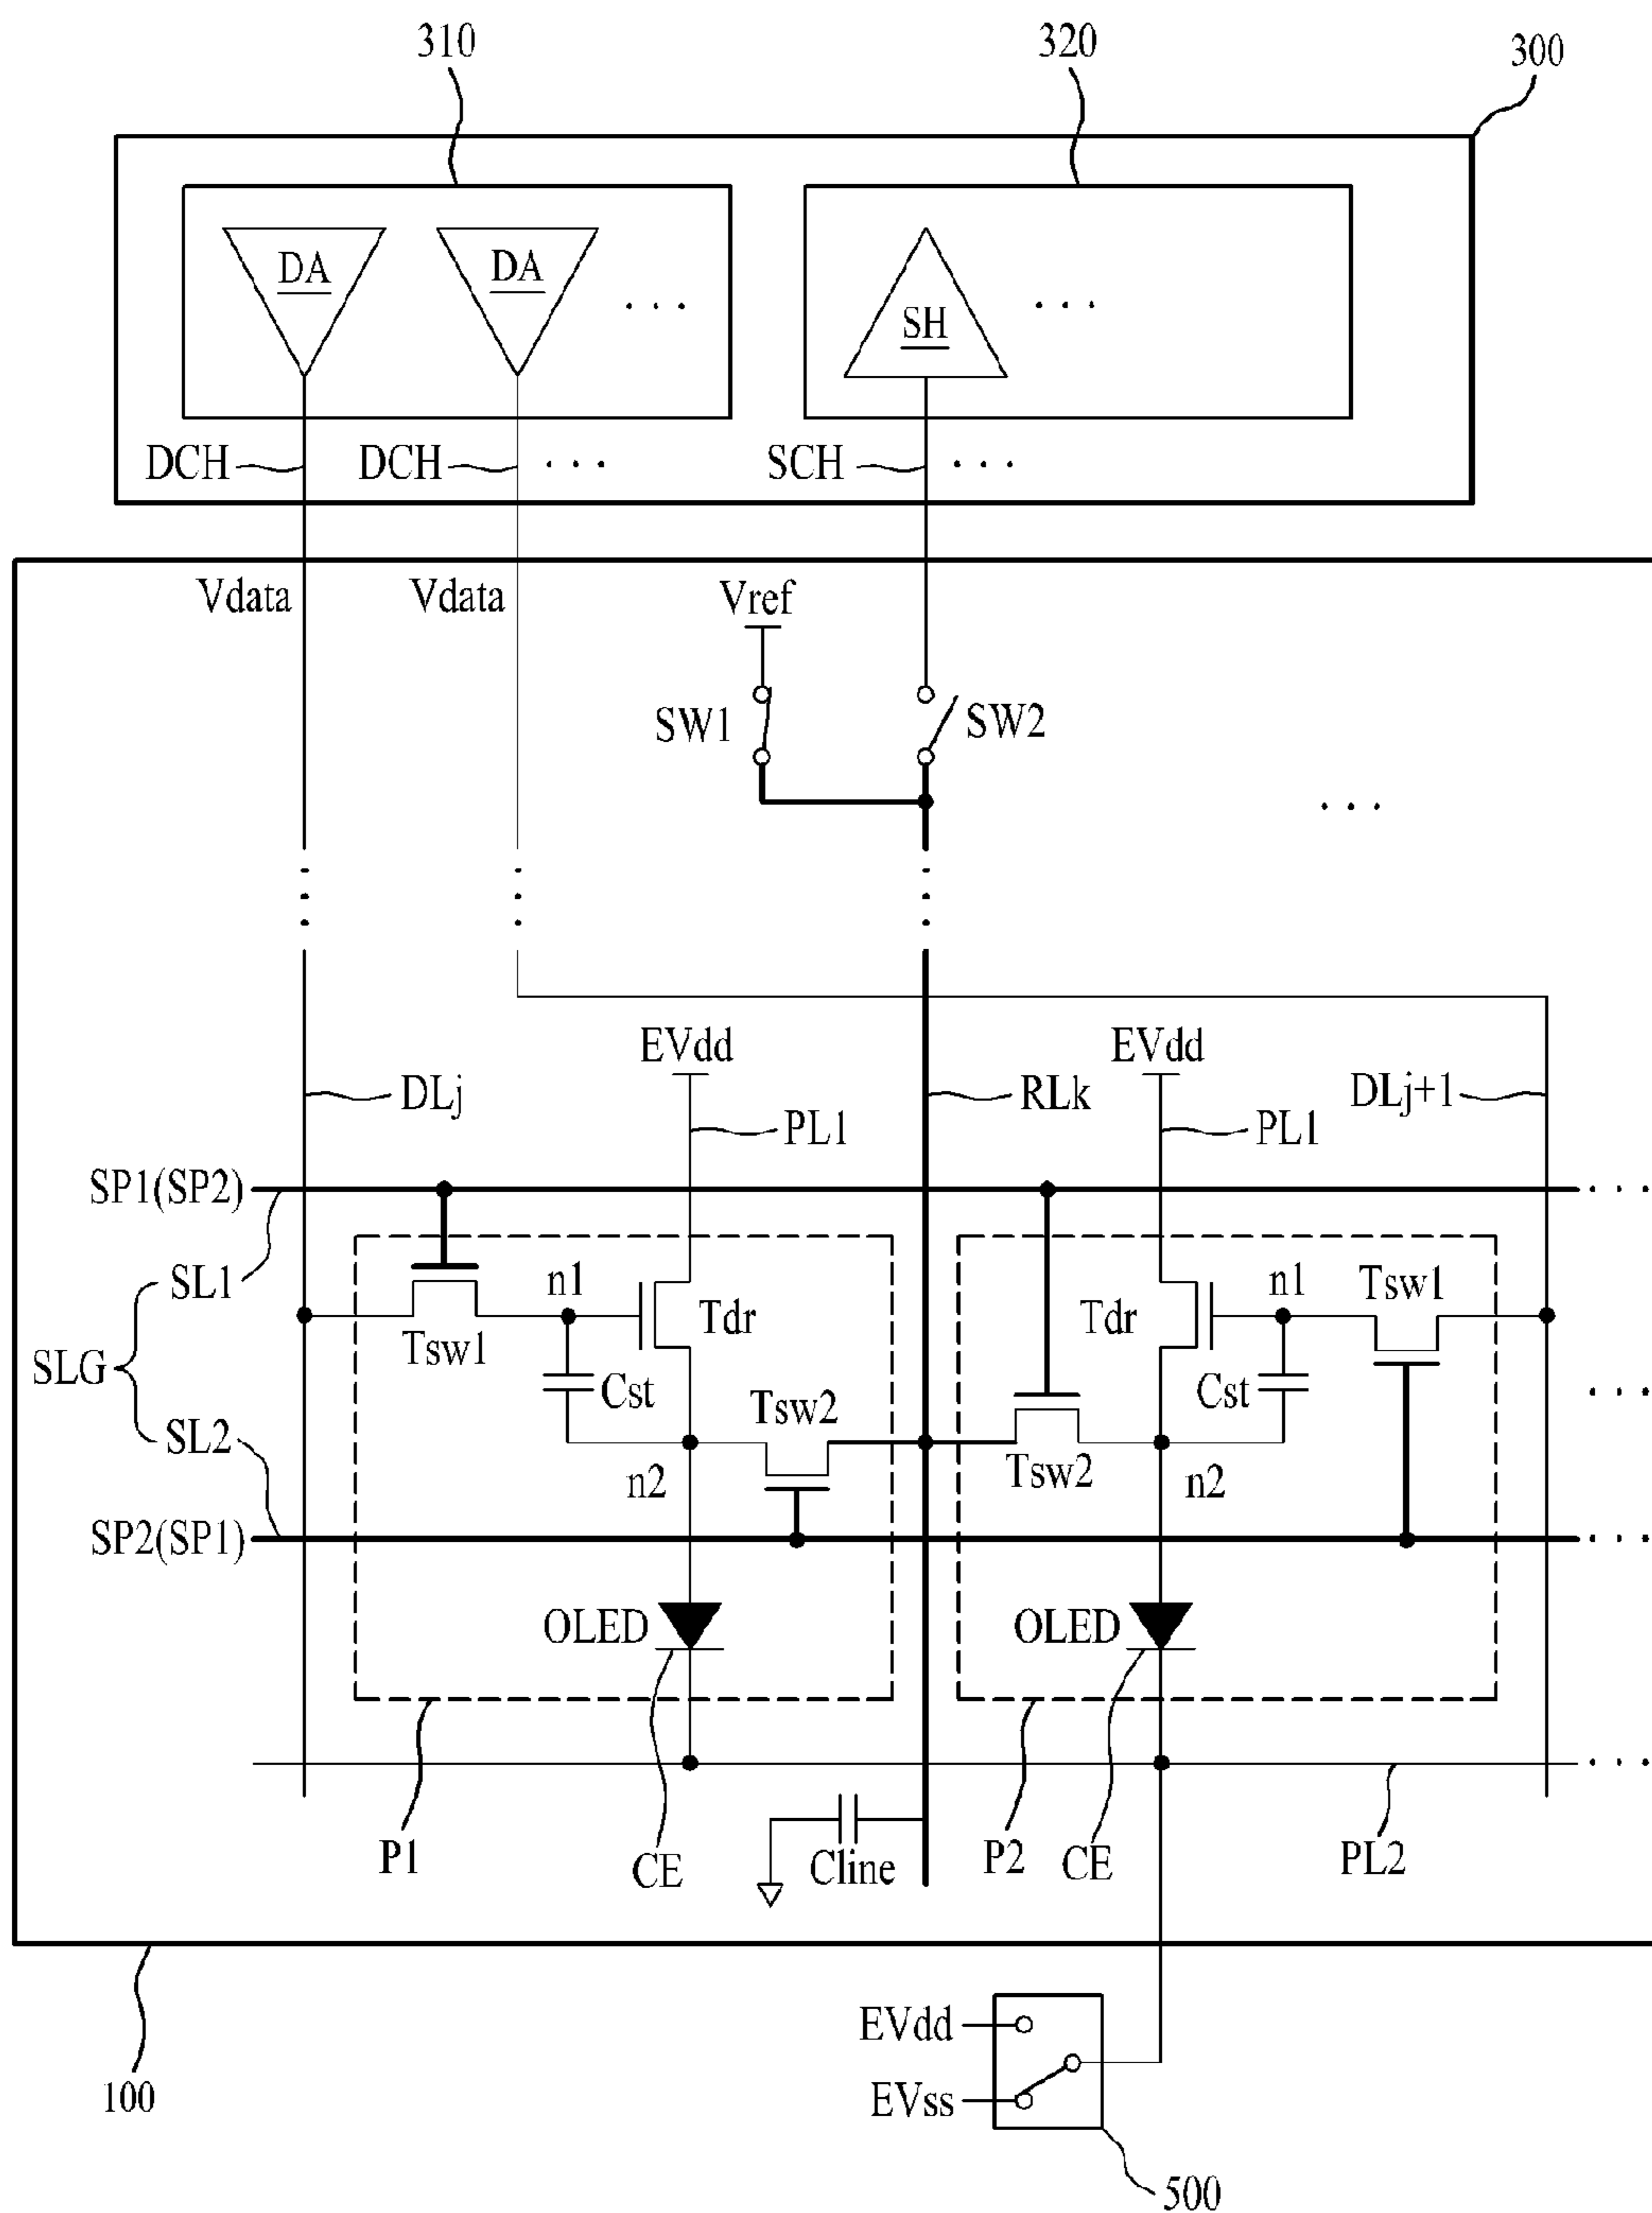 310
320
300
DA
DA
. . .
SH
. . .
DCH
DCH
. . .
SCH
. . .
Vdata
Vdata
Vref
SW1
SW2
. . .
EVdd
EVdd
DLj
RLk
DLj+1
PL1
PL1
SP1(SP2)
. . .
SL1
n1
n1
Tsw1
Tdr
Tdr
Tsw1
SLG
Cst
Cst
. . .
Tsw2
SL2
Tsw2
n2
n2
SP2(SP1)
. . .
OLED
OLED
. . .
P1
CE
Cline
P2
CE
PL2
EVdd
100
EVss
500